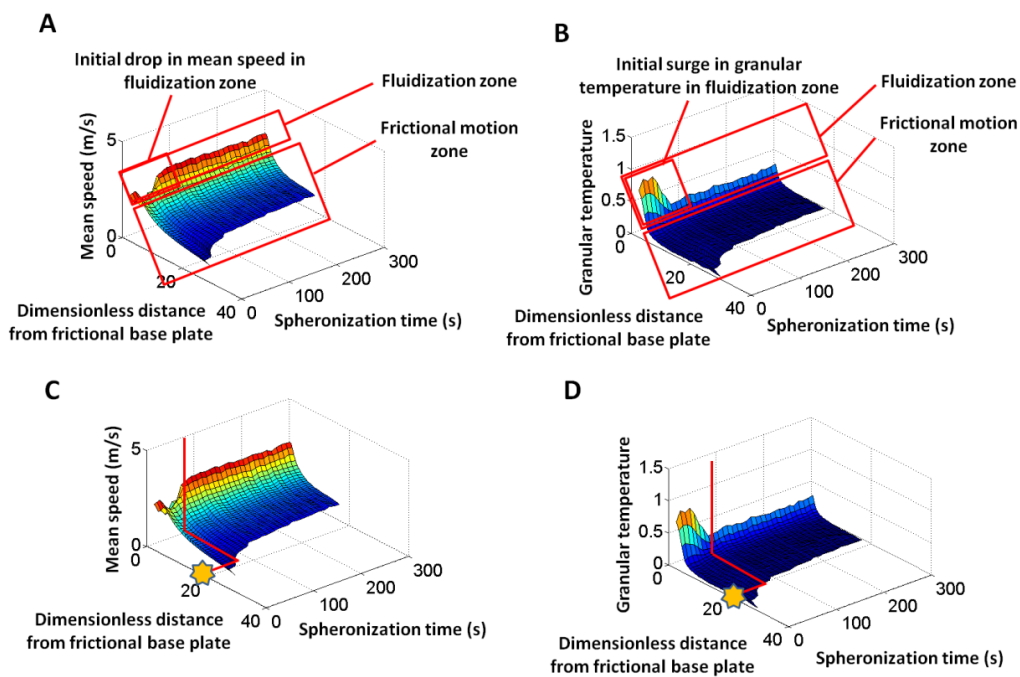 A
Initial drop in mean speed in
fluidization zone
Fluidization zone
Frictional motion
zone
Mean speed (m/s)
5
0
0
20
40
0
100
200
300
Dimensionless distance
from frictional base plate
Spheronization time (s)
B
Initial surge in granular
temperature in fluidization zone
Fluidization zone
Frictional motion
zone
Granular temperature
1.5
1
0.5
0
0
20
40
0
100
200
300
Dimensionless distance
from frictional base plate
Spheronization time (s)
C
Mean speed (m/s)
5
0
0
20
40
0
100
200
300
Dimensionless distance
from frictional base plate
Spheronization time (s)
D
Granular temperature
1.5
1
0.5
0
0
20
40
0
100
200
300
Dimensionless distance
from frictional base plate
Spheronization time (s)